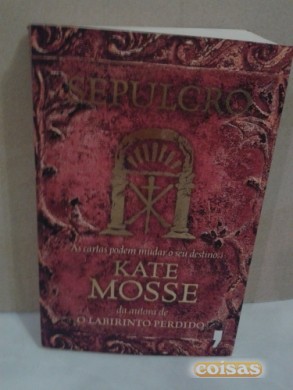 SEPULCRO
As cartas podem mudar o seu destino...
KATE
MOSSE
da autora de
O LABIRINTO PERDIDO
coisas